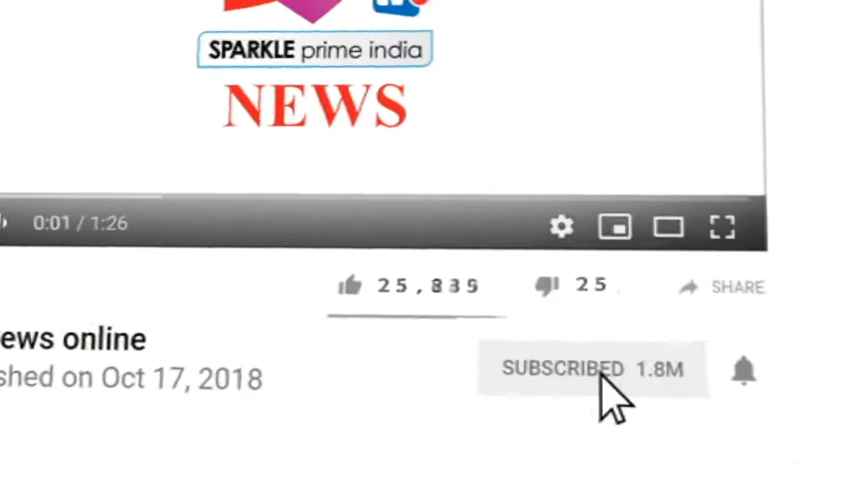 SPARKLE prime india
NEWS
0:01 / 1:26
25,839 25 SHARE
ews online
SUBSCRIBED 1.8M
shed on Oct 17, 2018